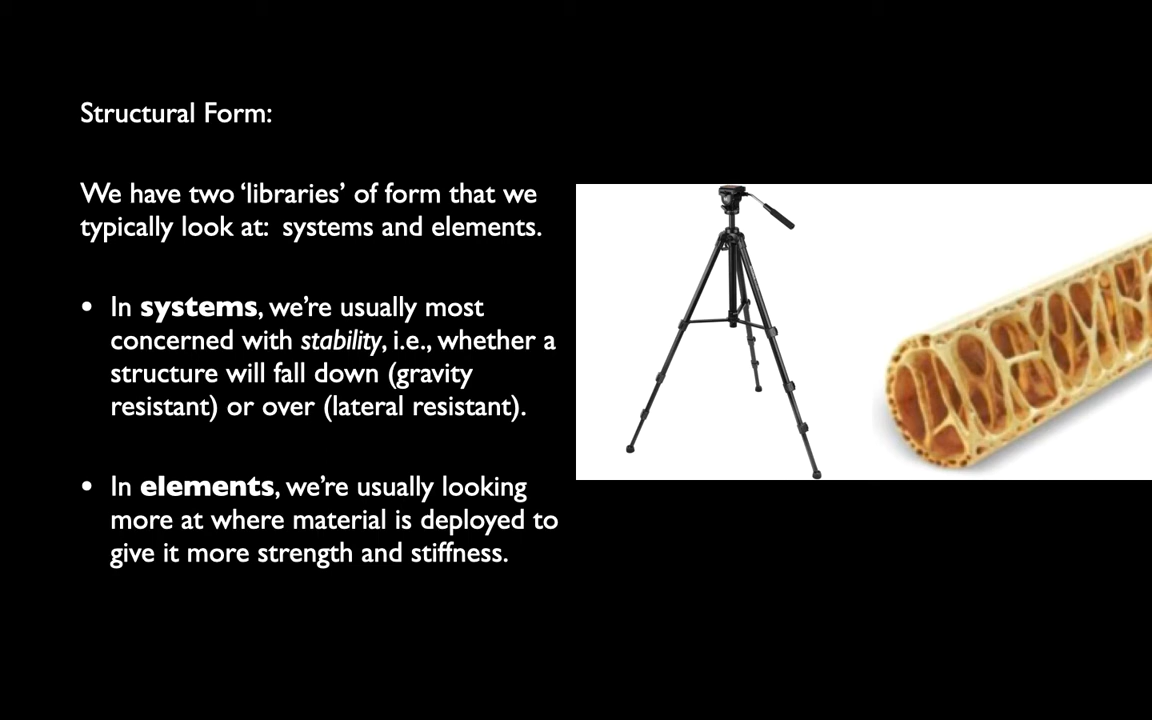 Structural Form:
We have two ‘libraries’ of form that we
typically look at:  systems and elements.
• In systems, we’re usually most
concerned with stability, i.e., whether a
structure will fall down (gravity
resistant) or over (lateral resistant).
• In elements, we’re usually looking
more at where material is deployed to
give it more strength and stiffness.